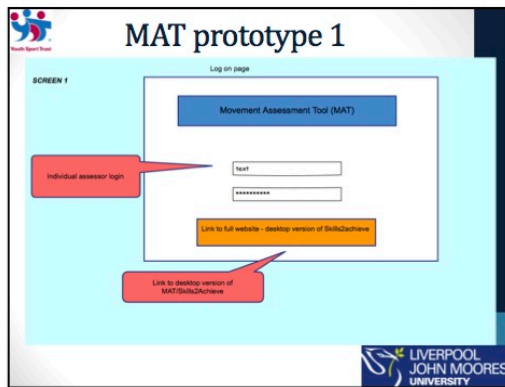 MAT prototype 1
Youth Sport Trust
Log on page
SCREEN 1
Movement Assessment Tool (MAT)
Individual assessor login
text
**********
Link to full website - desktop version of Skills2achieve
Link to desktop version of
MAT/Skills2Achieve
LIVERPOOL
JOHN MOORES
UNIVERSITY